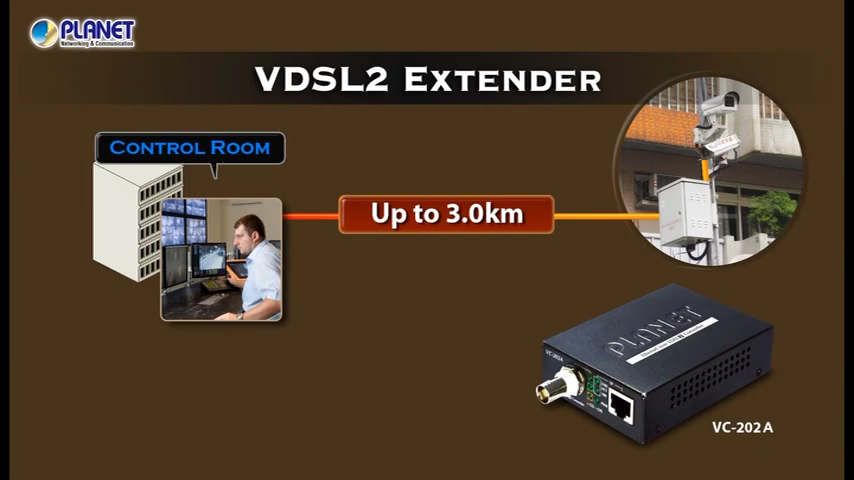 PLANET
Networking & Communication
VDSL2 EXTENDER
CONTROL ROOM
Up to 3.0km
PLANET
VC-202A
VC-202A